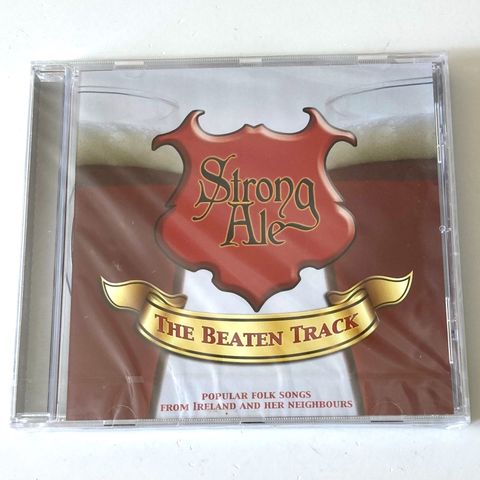 Strong
Ale
THE BEATEN TRACK
POPULAR FOLK SONGS
FROM IRELAND AND HER NEIGHBOURS